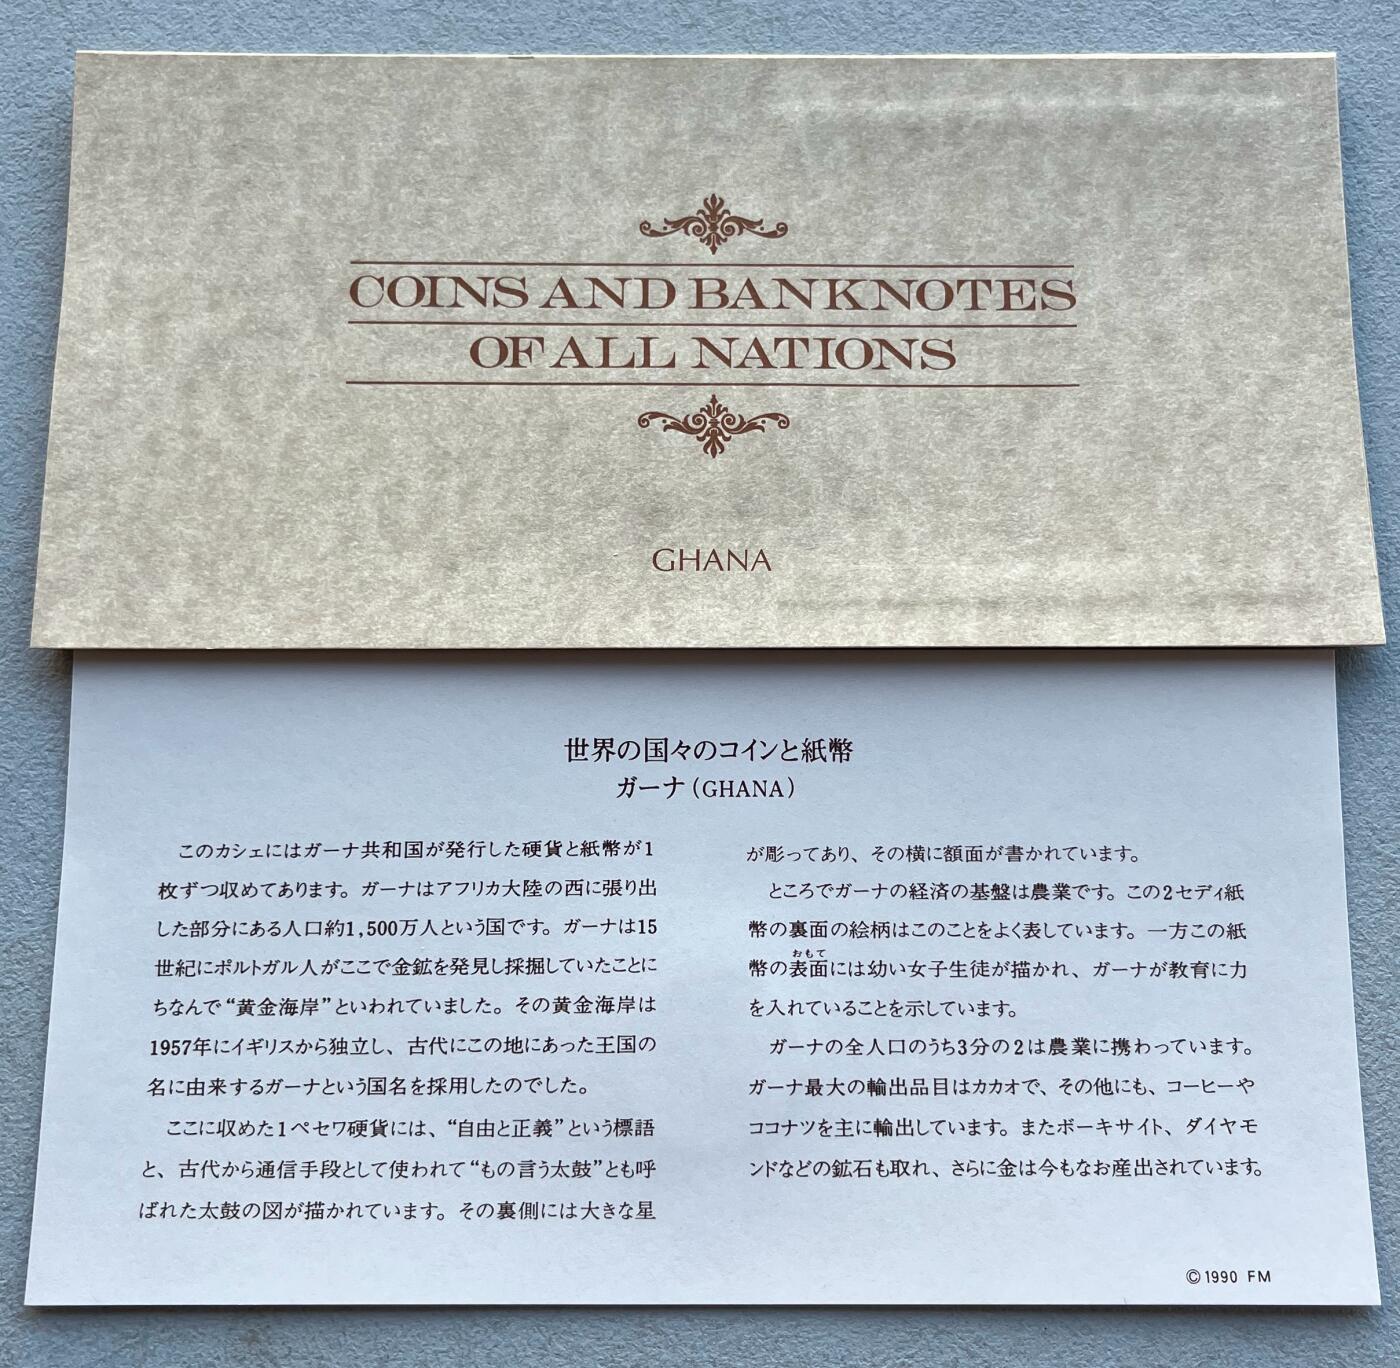 COINS AND BANKNOTES
OF ALL NATIONS
GHANA
世界の国々のコインと紙幣
ガーナ(GHANA)
このカシェにはガーナ共和国が発行した硬貨と紙幣が1
枚ずつ収めてあります。ガーナはアフリカ大陸の西に張り出
した部分にある人口約1,500万人という国です。ガーナは15
世紀にポルトガル人がここで金鉱を発見し採掘していたことに
ちなんで“黄金海岸”といわれていました。その黄金海岸は
1957年にイギリスから独立し、古代にこの地にあった王国の
名に由来するガーナという国名を採用したのでした。
ここに収めた1ペセワ硬貨には、“自由と正義”という標語
と、古代から通信手段として使われて“もの言う太鼓”とも呼
ばれた太鼓の図が描かれています。その裏側には大きな星
が彫ってあり、その横に額面が書かれています。
ところでガーナの経済の基盤は農業です。この2セディ紙
幣の裏面の絵柄はこのことをよく表しています。一方この紙
おもて
幣の表面には幼い女子生徒が描かれ、ガーナが教育に力
を入れていることを示しています。
ガーナの全人口のうち3分の2は農業に携わっています。
ガーナ最大の輸出品目はカカオで、その他にも、コーヒーや
ココナツを主に輸出しています。またボーキサイト、ダイヤモ
ンドなどの鉱石も取れ、さらに金は今もなお産出されています。
©1990 FM